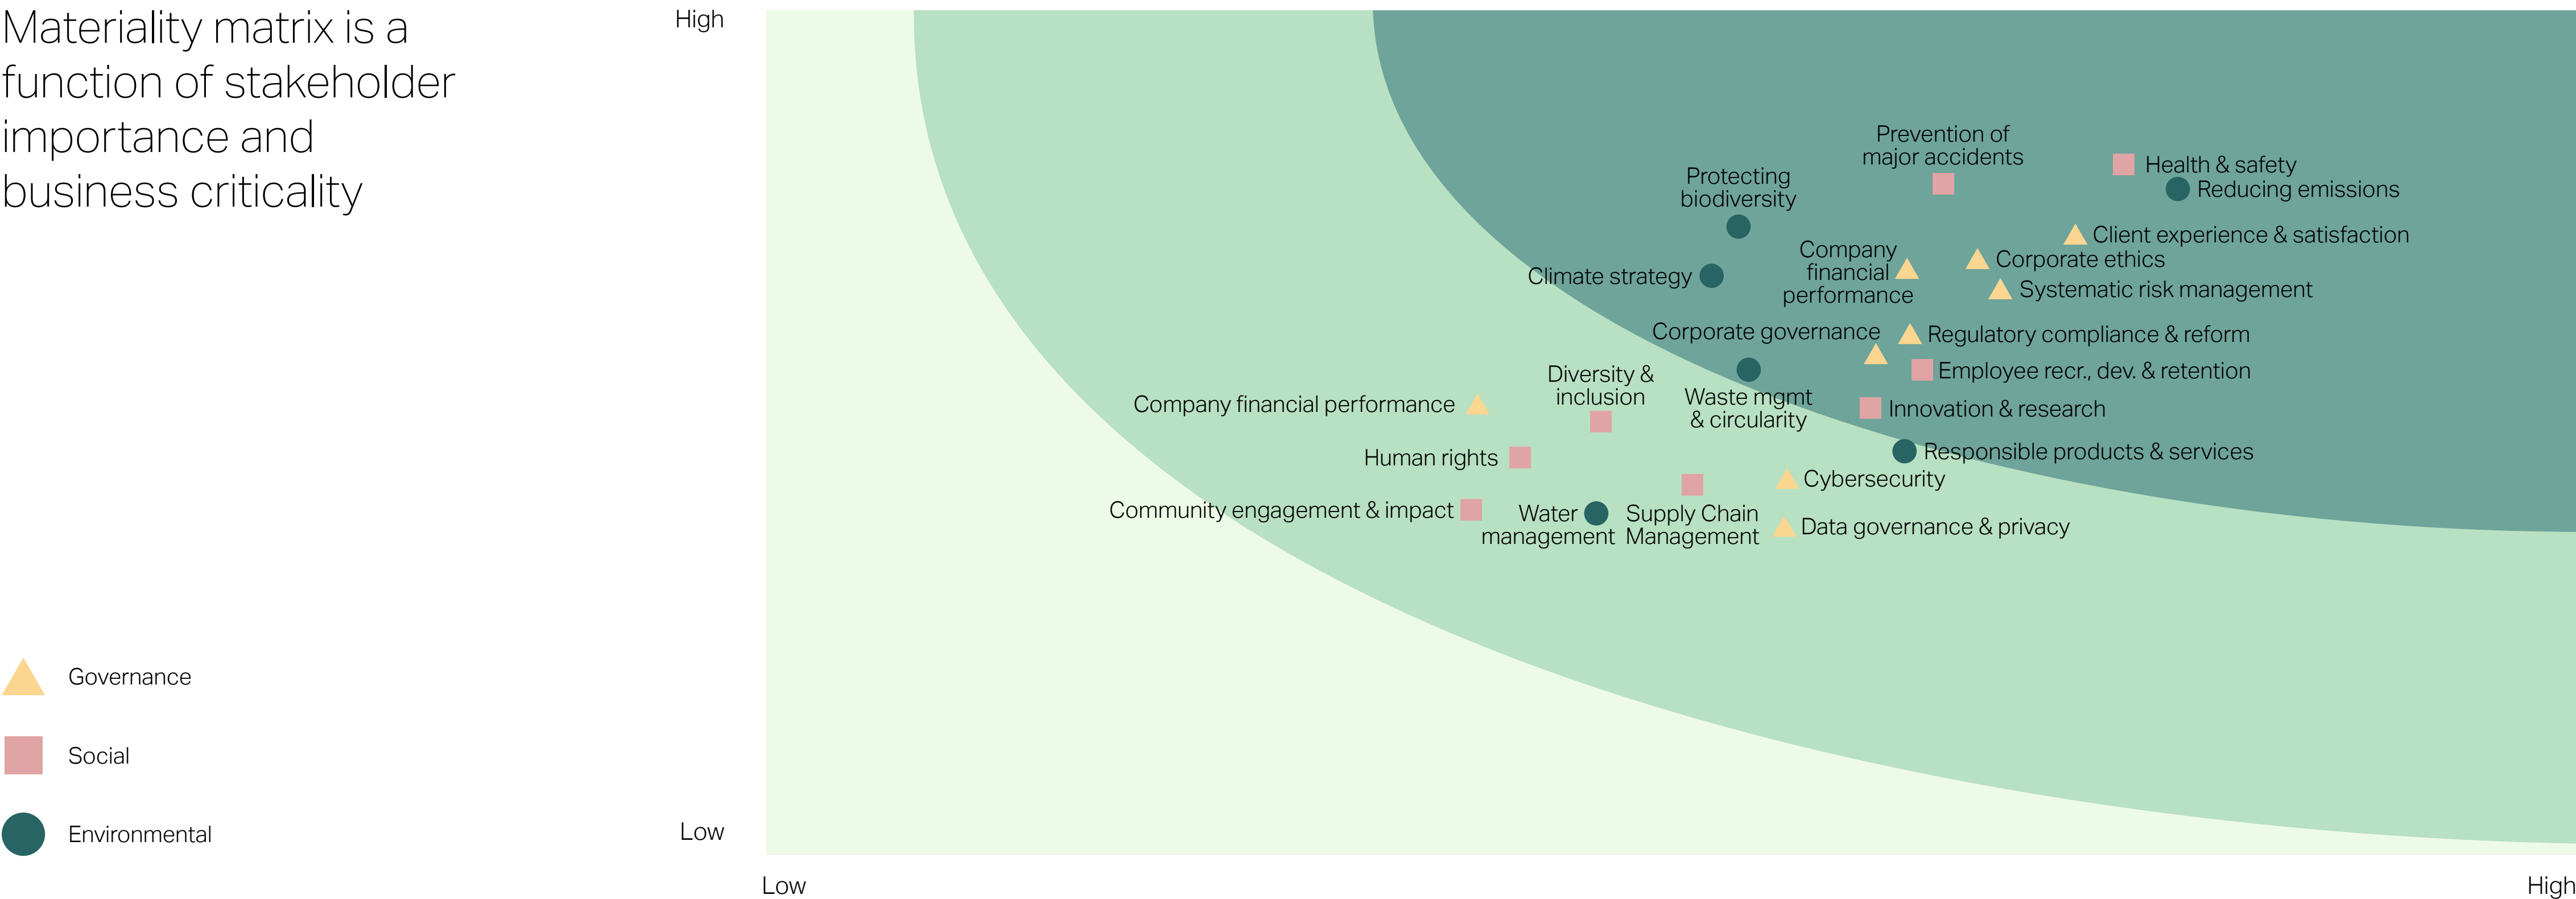 Materiality matrix is a
function of stakeholder
importance and
business criticality
High
Prevention of
major accidents
Health & safety
Reducing emissions
Protecting
biodiversity
Client experience & satisfaction
Company
financial
performance
Corporate ethics
Climate strategy
Systematic risk management
Corporate governance
Regulatory compliance & reform
Employee recr., dev. & retention
Diversity &
inclusion
Waste mgmt
& circularity
Company financial performance
Innovation & research
Human rights
Responsible products & services
Cybersecurity
Community engagement & impact
Water
management
Supply Chain
Management
Data governance & privacy
Governance
Social
Environmental
Low
Low
High